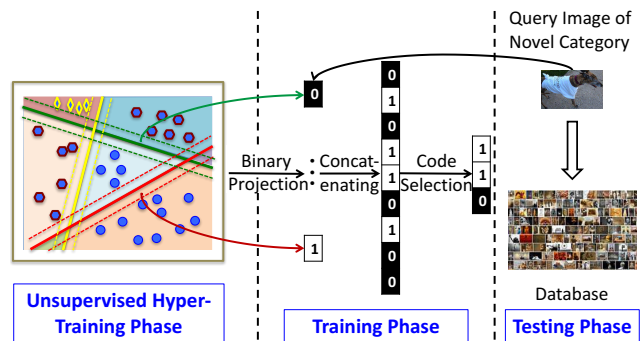 Query Image of
Novel Category
0
0
1
0
1
1
0
1
0
0
Binary
Projection
Concat-
enating
Code
Selection
1
1
0
1
Database
Unsupervised Hyper-
Training Phase
Training Phase
Testing Phase